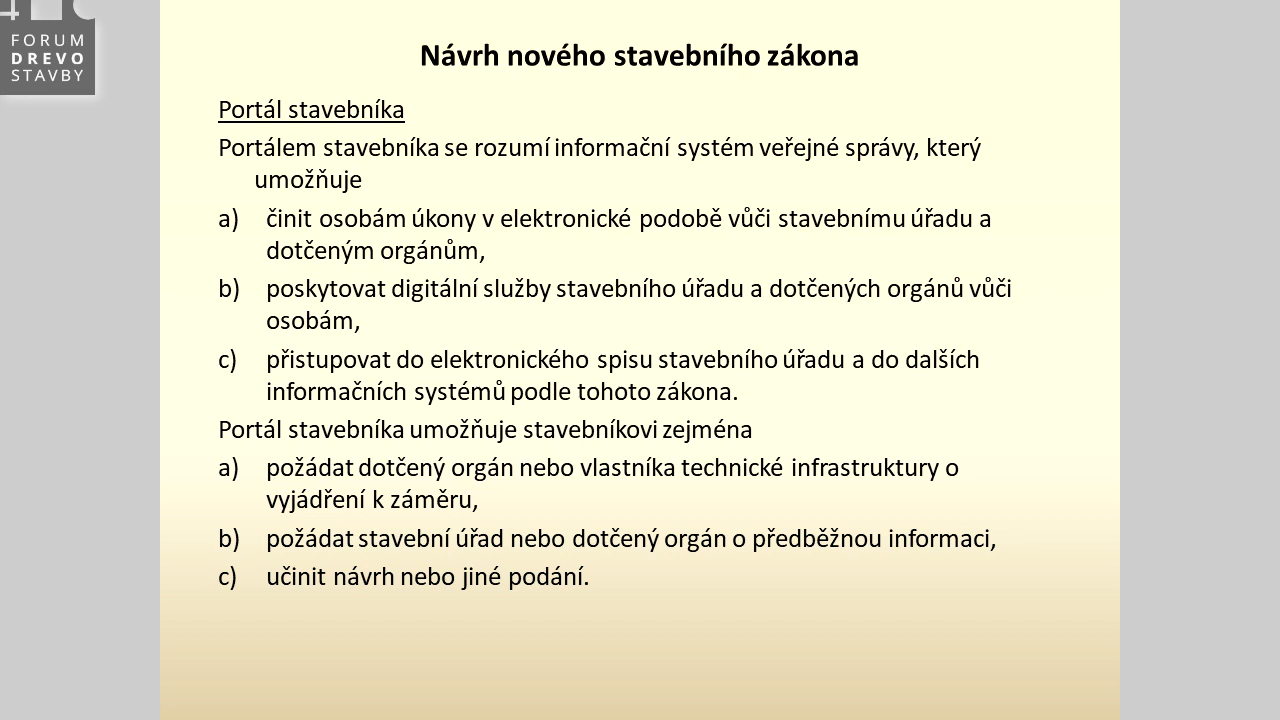 FORUM
DREVO
STAVBY
Návrh nového stavebního zákona
Portál stavebníka
Portálem stavebníka se rozumí informační systém veřejné správy, který
umožňuje
a) činit osobám úkony v elektronické podobě vůči stavebnímu úřadu a
dotčeným orgánům,
b) poskytovat digitální služby stavebního úřadu a dotčených orgánů vůči
osobám,
c) přistupovat do elektronického spisu stavebního úřadu a do dalších
informačních systémů podle tohoto zákona.
Portál stavebníka umožňuje stavebníkovi zejména
a) požádat dotčený orgán nebo vlastníka technické infrastruktury o
vyjádření k záměru,
b) požádat stavební úřad nebo dotčený orgán o předběžnou informaci,
c) učinit návrh nebo jiné podání.